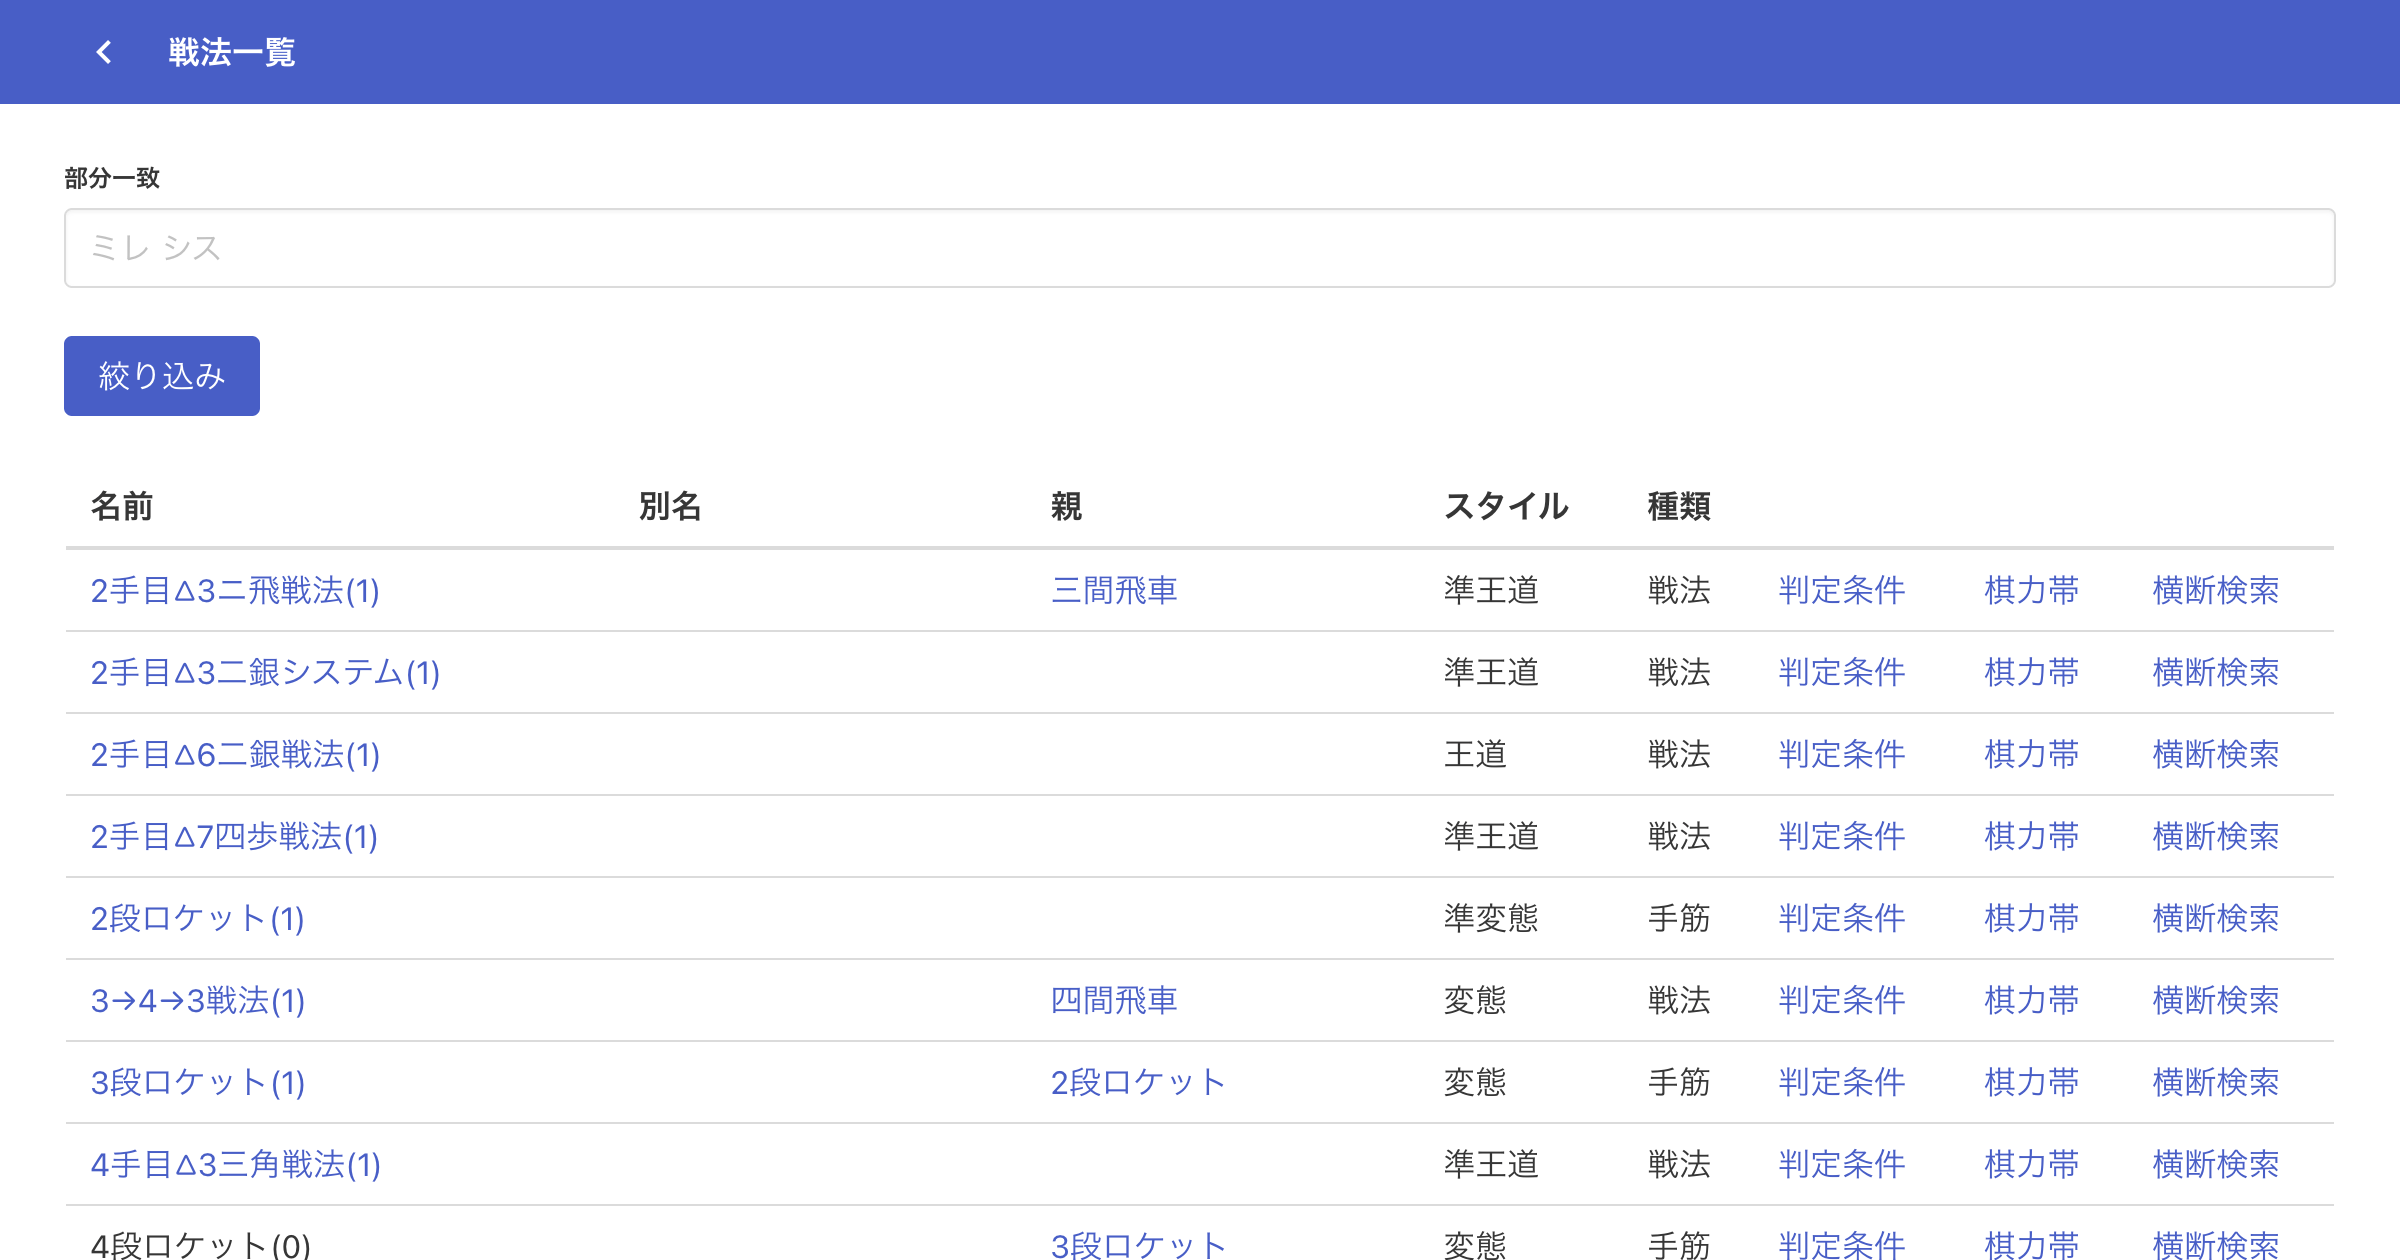 戦法一覧
部分一致
ミレ シス
絞り込み
名前 別名 親 スタイル 種類
2手目△3ニ飛戦法(1) 三間飛車 準王道 戦法 判定条件 棋力帯 横断検索
2手目△3二銀システム(1) 準王道 戦法 判定条件 棋力帯 横断検索
2手目△6二銀戦法(1) 王道 戦法 判定条件 棋力帯 横断検索
2手目△7四歩戦法(1) 準王道 戦法 判定条件 棋力帯 横断検索
2段ロケット(1) 準変態 手筋 判定条件 棋力帯 横断検索
3→4→3戦法(1) 四間飛車 変態 戦法 判定条件 棋力帯 横断検索
3段ロケット(1) 2段ロケット 変態 手筋 判定条件 棋力帯 横断検索
4手目△3三角戦法(1) 準王道 戦法 判定条件 棋力帯 横断検索
4段ロケット(0) 3段ロケット 変態 手筋 判定条件 棋力帯 横断検索